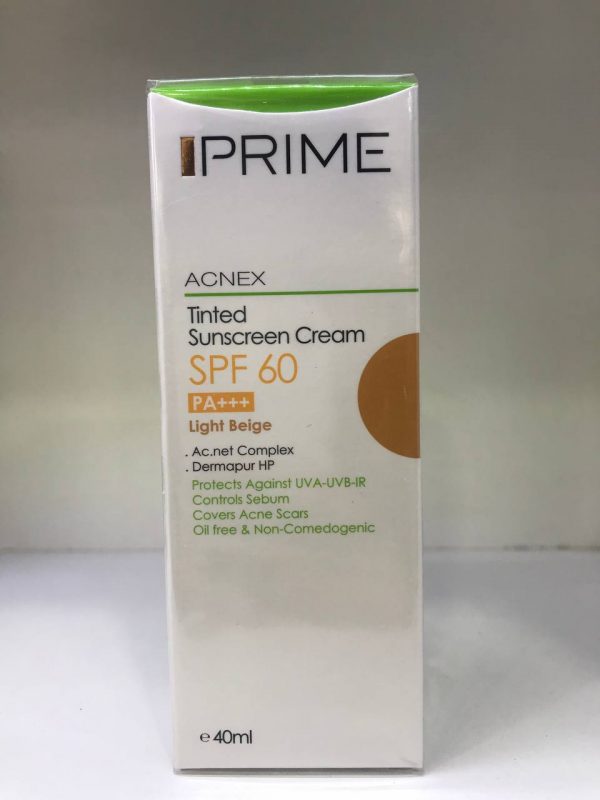 PRIME
ACNEX
Tinted
Sunscreen Cream
SPF 60
PA+++
Light Beige
. Ac.net Complex
. Dermapur HP
Protects Against UVA-UVB-IR
Controls Sebum
Covers Acne Scars
Oil free & Non-Comedogenic
℮ 40ml